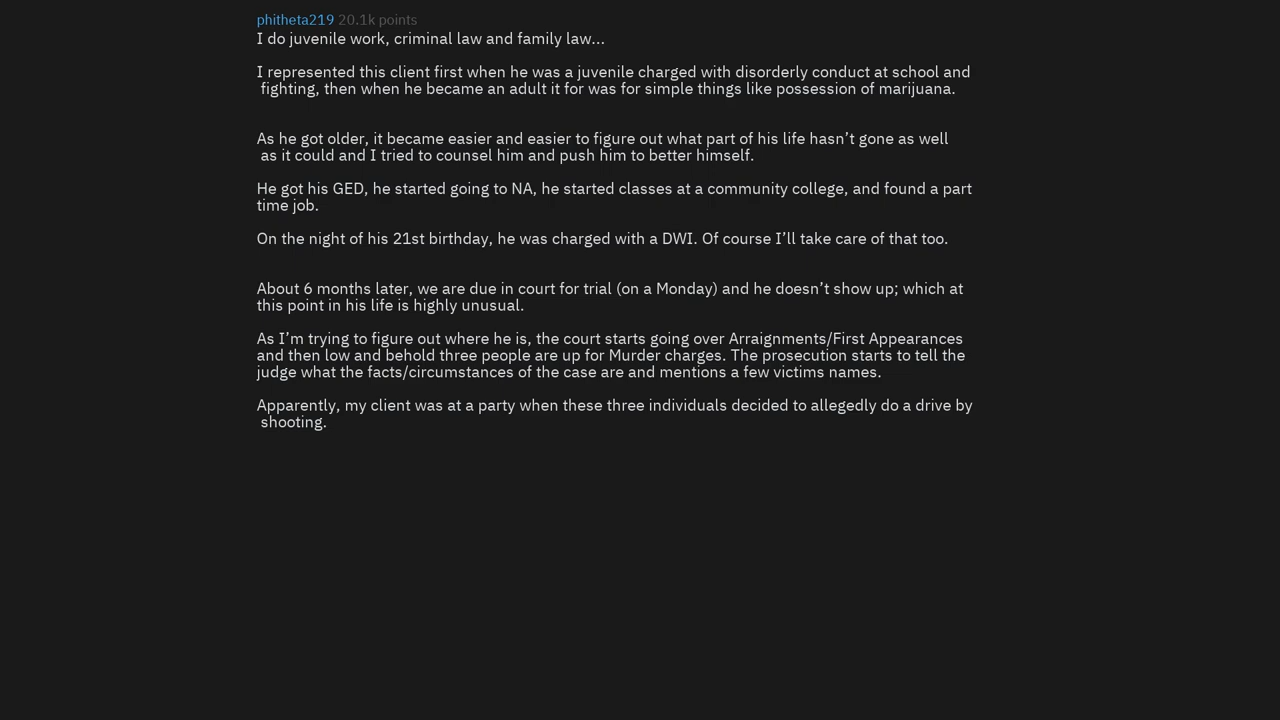 phitheta219 20.1k points
I do juvenile work, criminal law and family law...
I represented this client first when he was a juvenile charged with disorderly conduct at school and
fighting, then when he became an adult it for was for simple things like possession of marijuana.
As he got older, it became easier and easier to figure out what part of his life hasn’t gone as well
as it could and I tried to counsel him and push him to better himself.
He got his GED, he started going to NA, he started classes at a community college, and found a part
time job.
On the night of his 21st birthday, he was charged with a DWI. Of course I’ll take care of that too.
About 6 months later, we are due in court for trial (on a Monday) and he doesn’t show up; which at
this point in his life is highly unusual.
As I’m trying to figure out where he is, the court starts going over Arraignments/First Appearances
and then low and behold three people are up for Murder charges. The prosecution starts to tell the
judge what the facts/circumstances of the case are and mentions a few victims names.
Apparently, my client was at a party when these three individuals decided to allegedly do a drive by
shooting.